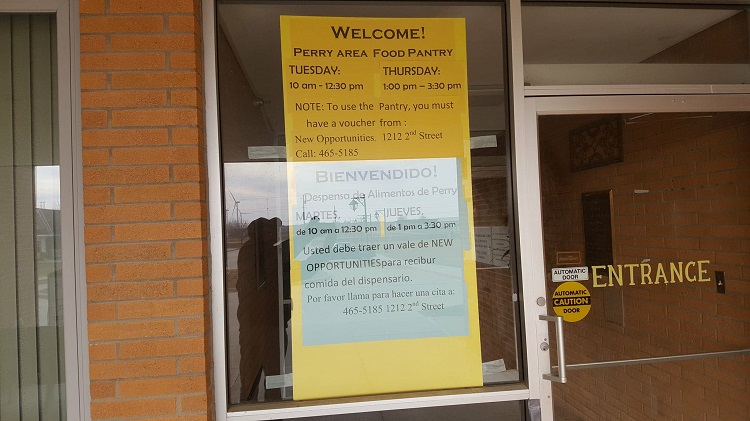 WELCOME!
PERRY AREA FOOD PANTRY
TUESDAY: THURSDAY:
10 am - 12:30 pm 1:00 pm – 3:30 pm
NOTE: To use the Pantry, you must
have a voucher from:
New Opportunities. 1212 2nd Street
Call: 465-5185
BIENVENDIDO!
Despensa de Alimentos de Perry
MARTES, JUEVES,
de 10 am a 12:30 pm de 1 pm a 3:30 pm
Usted debe traer un vale de NEW
OPPORTUNITIES para recibur
comida del dispensario.
Por favor llama para hacer una cita a:
465-5185 1212 2nd Street
AUTOMATIC
DOOR
ENTRANCE
AUTOMATIC
CAUTION
DOOR